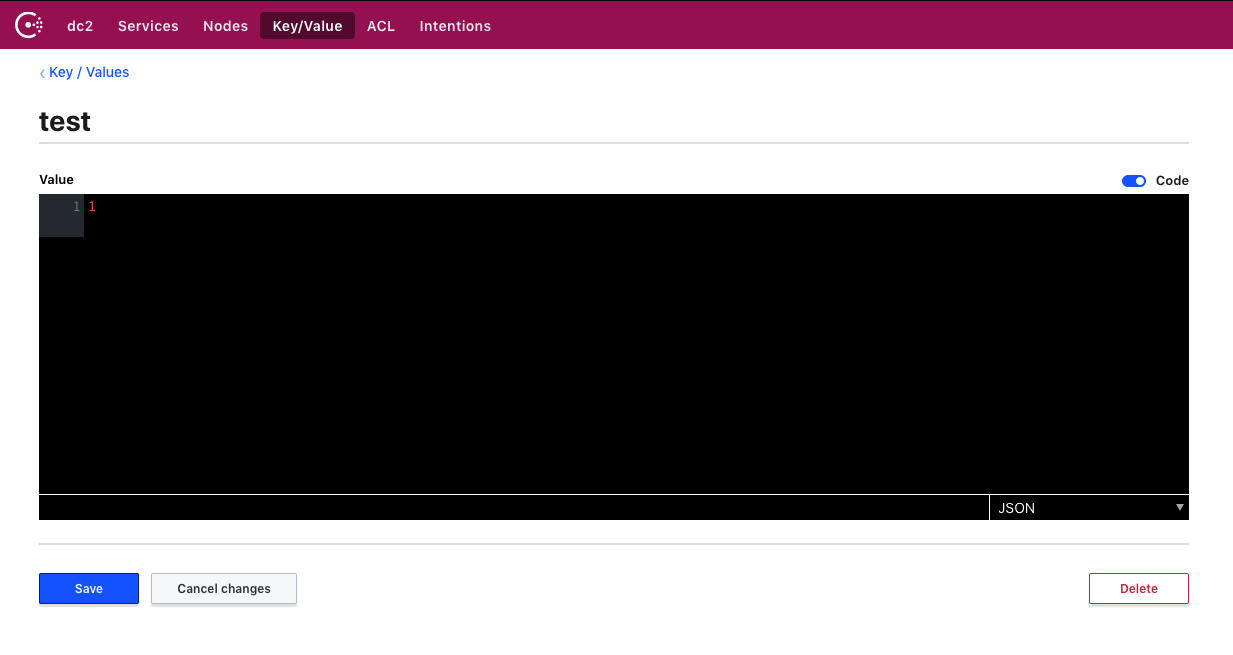 dc2 Services Nodes Key/Value ACL Intentions
‹ Key / Values
test
Value Code
1 1
JSON ▼
Save Cancel changes Delete